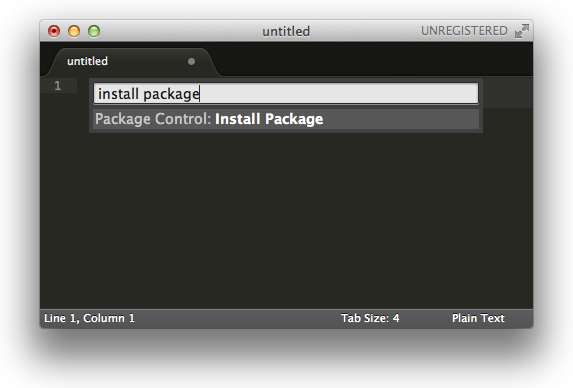 untitled
UNREGISTERED
untitled
1
install package
Package Control: Install Package
Line 1, Column 1
Tab Size: 4
Plain Text